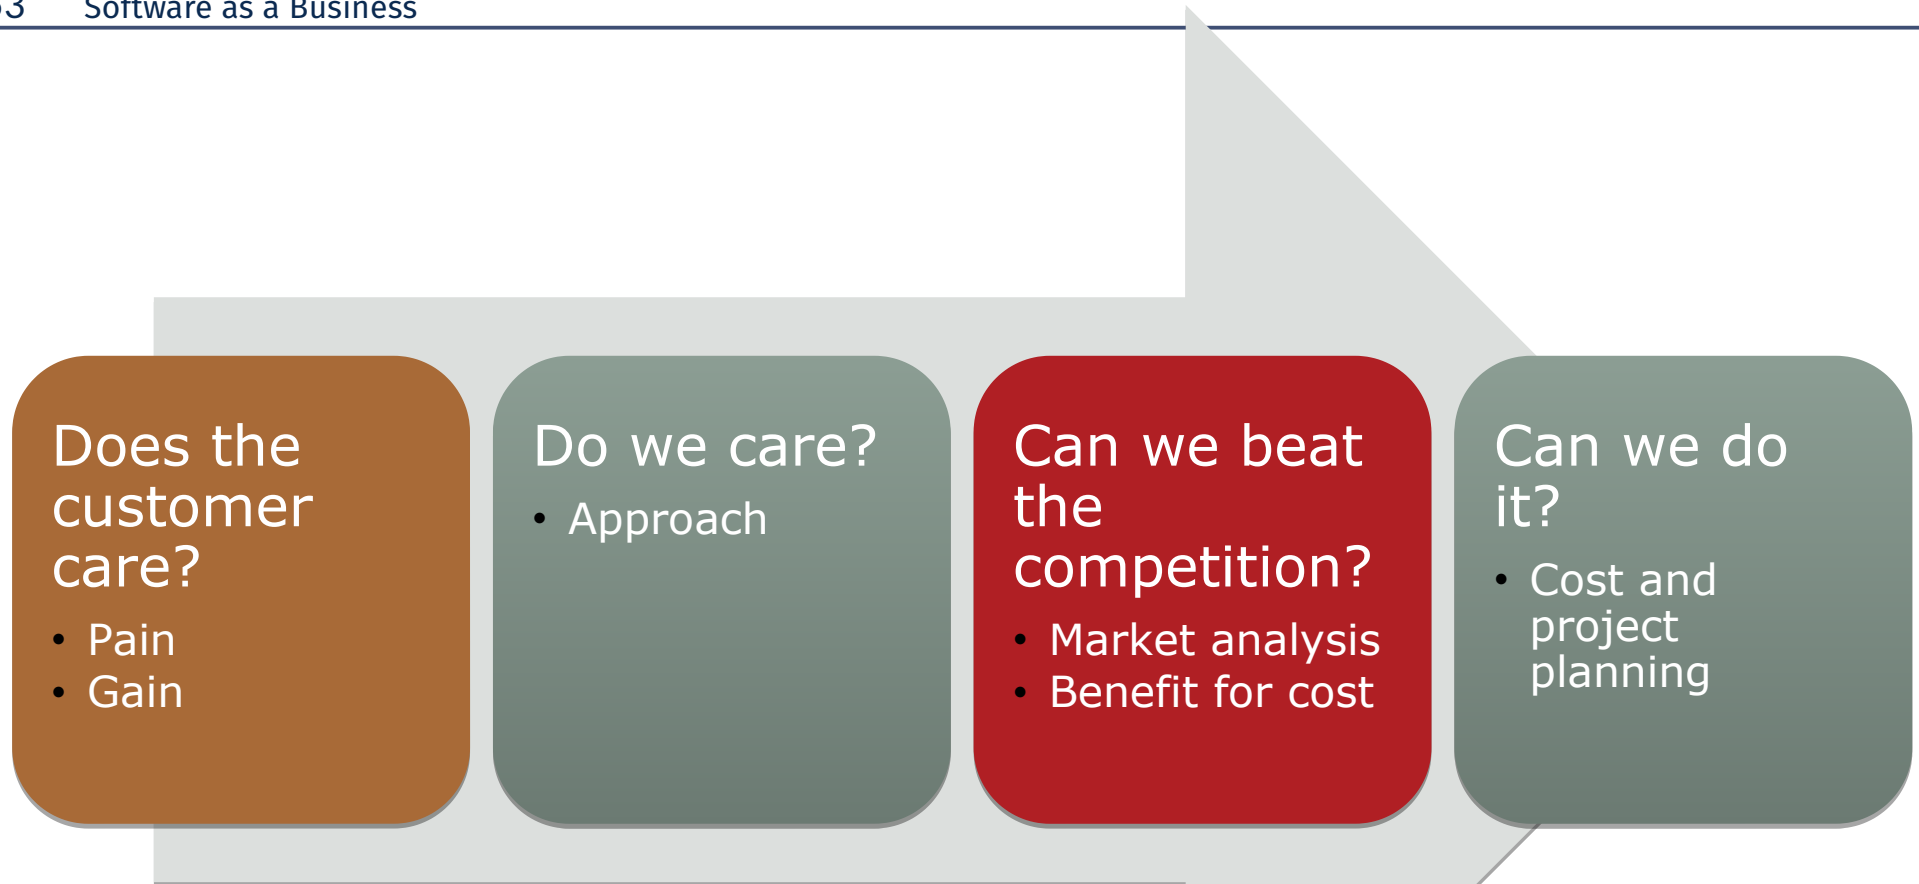 Software as a Business
Does the
customer
care?
• Pain
• Gain
Do we care?
• Approach
Can we beat
the
competition?
• Market analysis
• Benefit for cost
Can we do
it?
• Cost and
project
planning